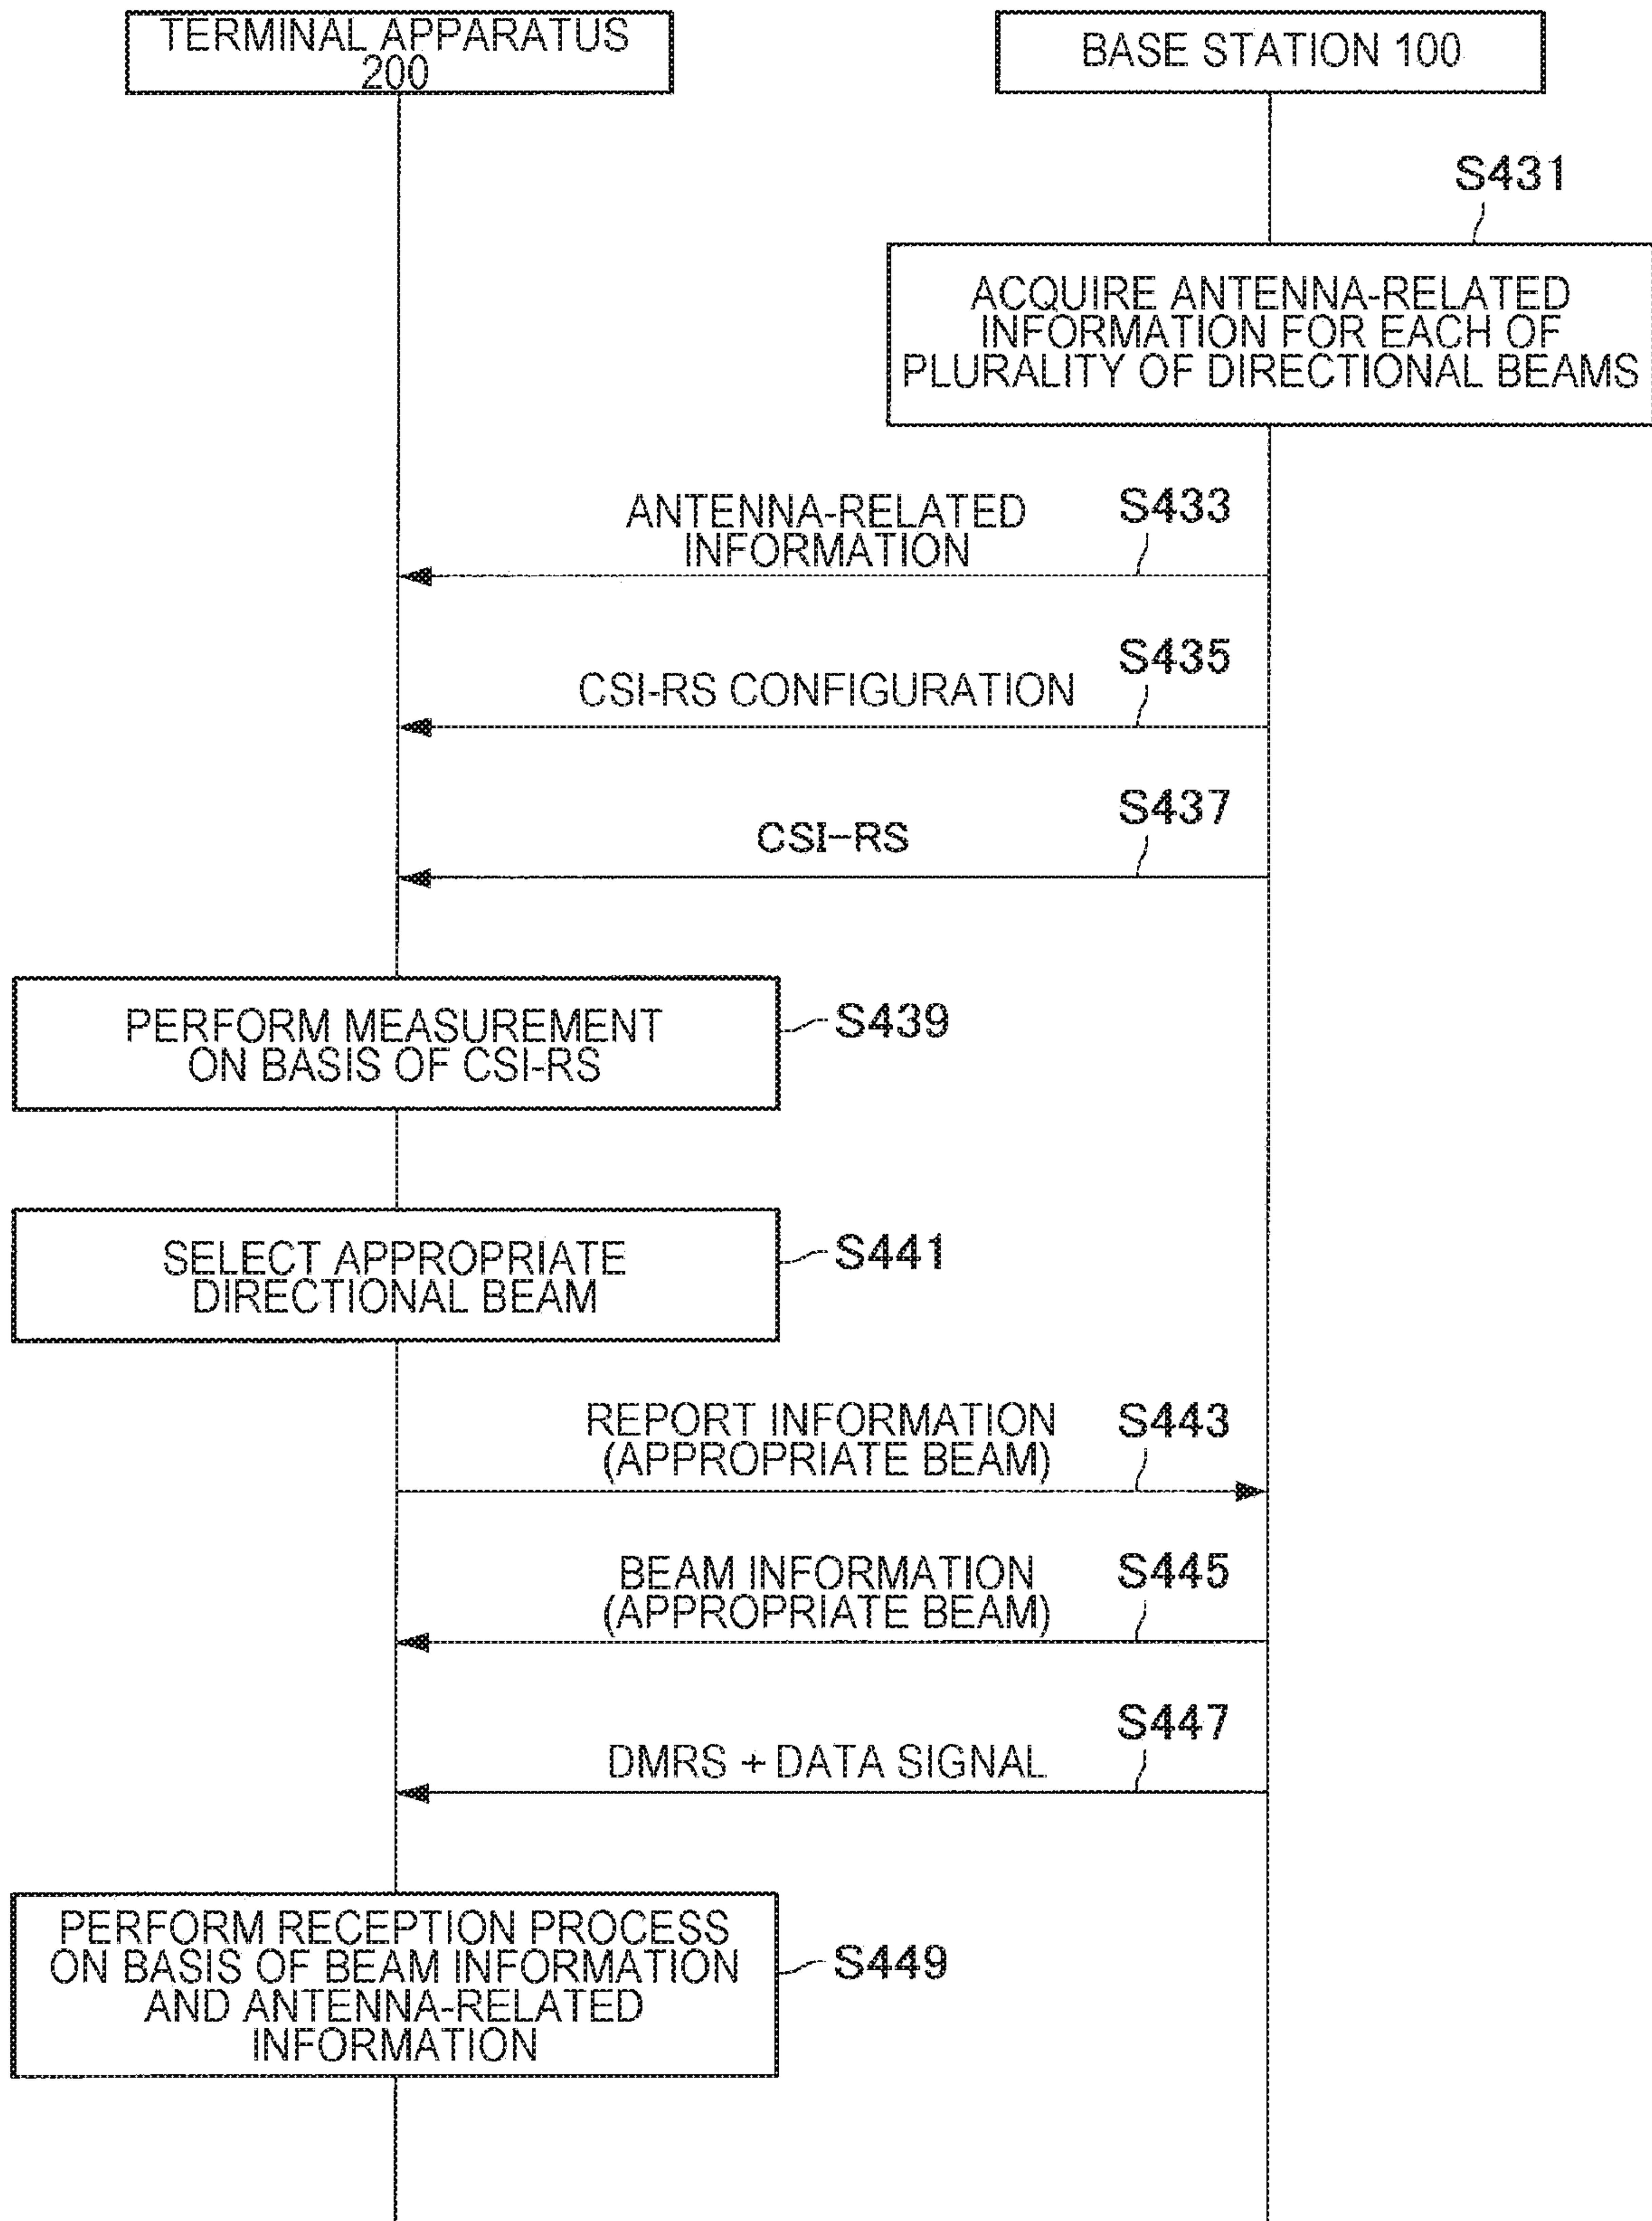 TERMINAL APPARATUS
200
BASE STATION 100
S431
ACQUIRE ANTENNA-RELATED
INFORMATION FOR EACH OF
PLURALITY OF DIRECTIONAL BEAMS
ANTENNA-RELATED
INFORMATION
S433
CSI-RS CONFIGURATION
S435
CSI-RS
S437
PERFORM MEASUREMENT
ON BASIS OF CSI-RS
S439
SELECT APPROPRIATE
DIRECTIONAL BEAM
S441
REPORT INFORMATION
(APPROPRIATE BEAM)
S443
BEAM INFORMATION
(APPROPRIATE BEAM)
S445
DMRS + DATA SIGNAL
S447
PERFORM RECEPTION PROCESS
ON BASIS OF BEAM INFORMATION
AND ANTENNA-RELATED
INFORMATION
S449